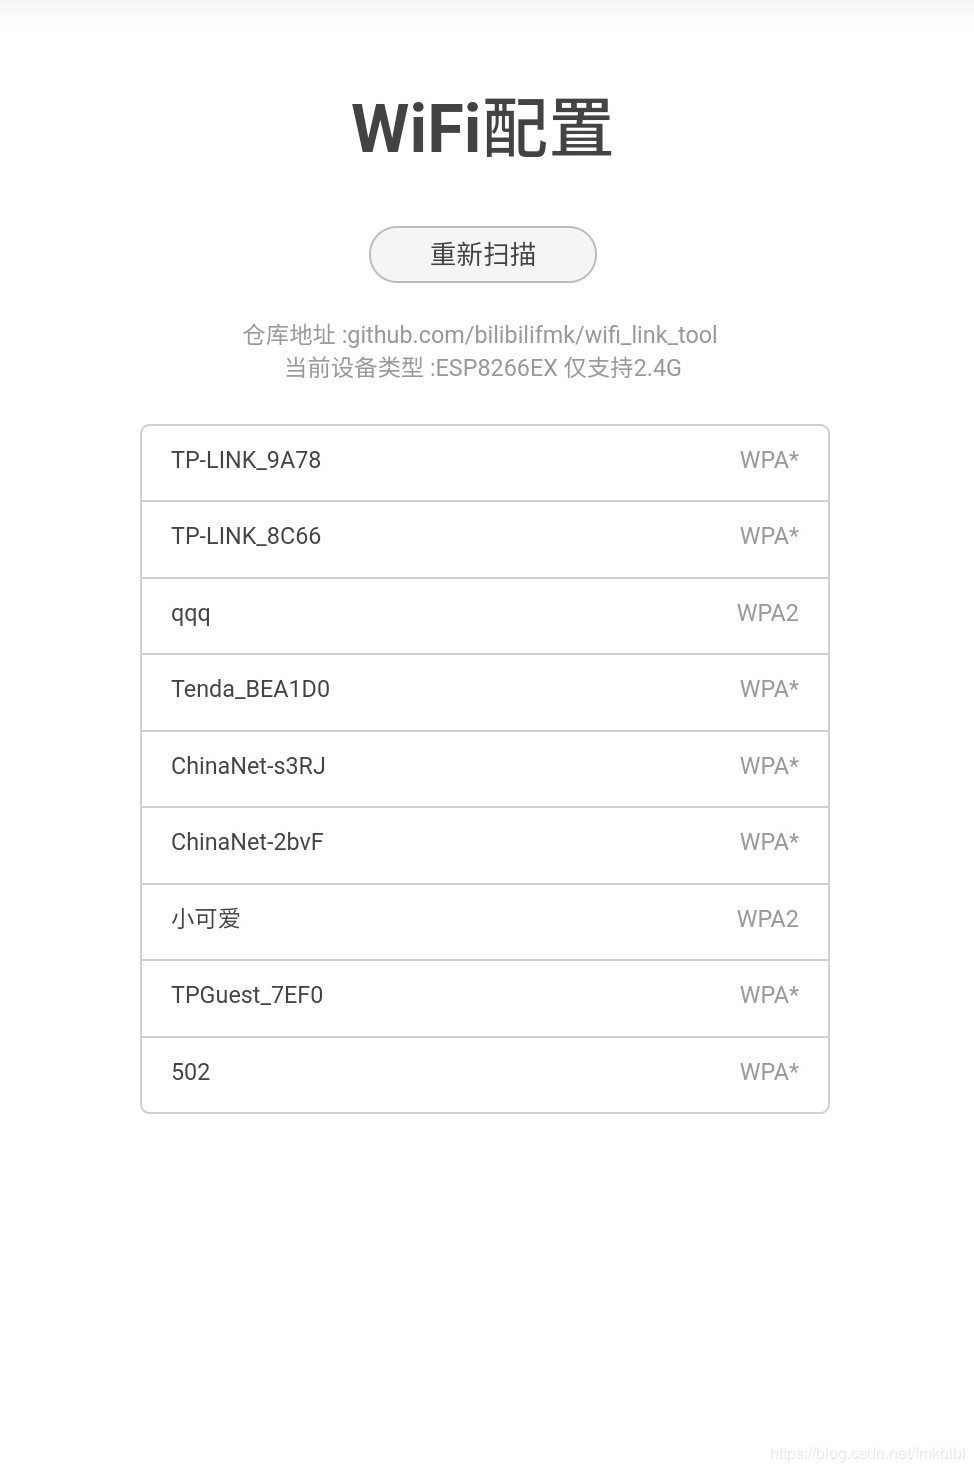 WiFi配置
重新扫描
仓库地址 :github.com/bilibilifmk/wifi_link_tool
当前设备类型 :ESP8266EX 仅支持2.4G
TP-LINK_9A78 WPA*
TP-LINK_8C66 WPA*
qqq WPA2
Tenda_BEA1D0 WPA*
ChinaNet-s3RJ WPA*
ChinaNet-2bvF WPA*
小可爱 WPA2
TPGuest_7EF0 WPA*
502 WPA*
https://blog.csdn.net/fmkblbl